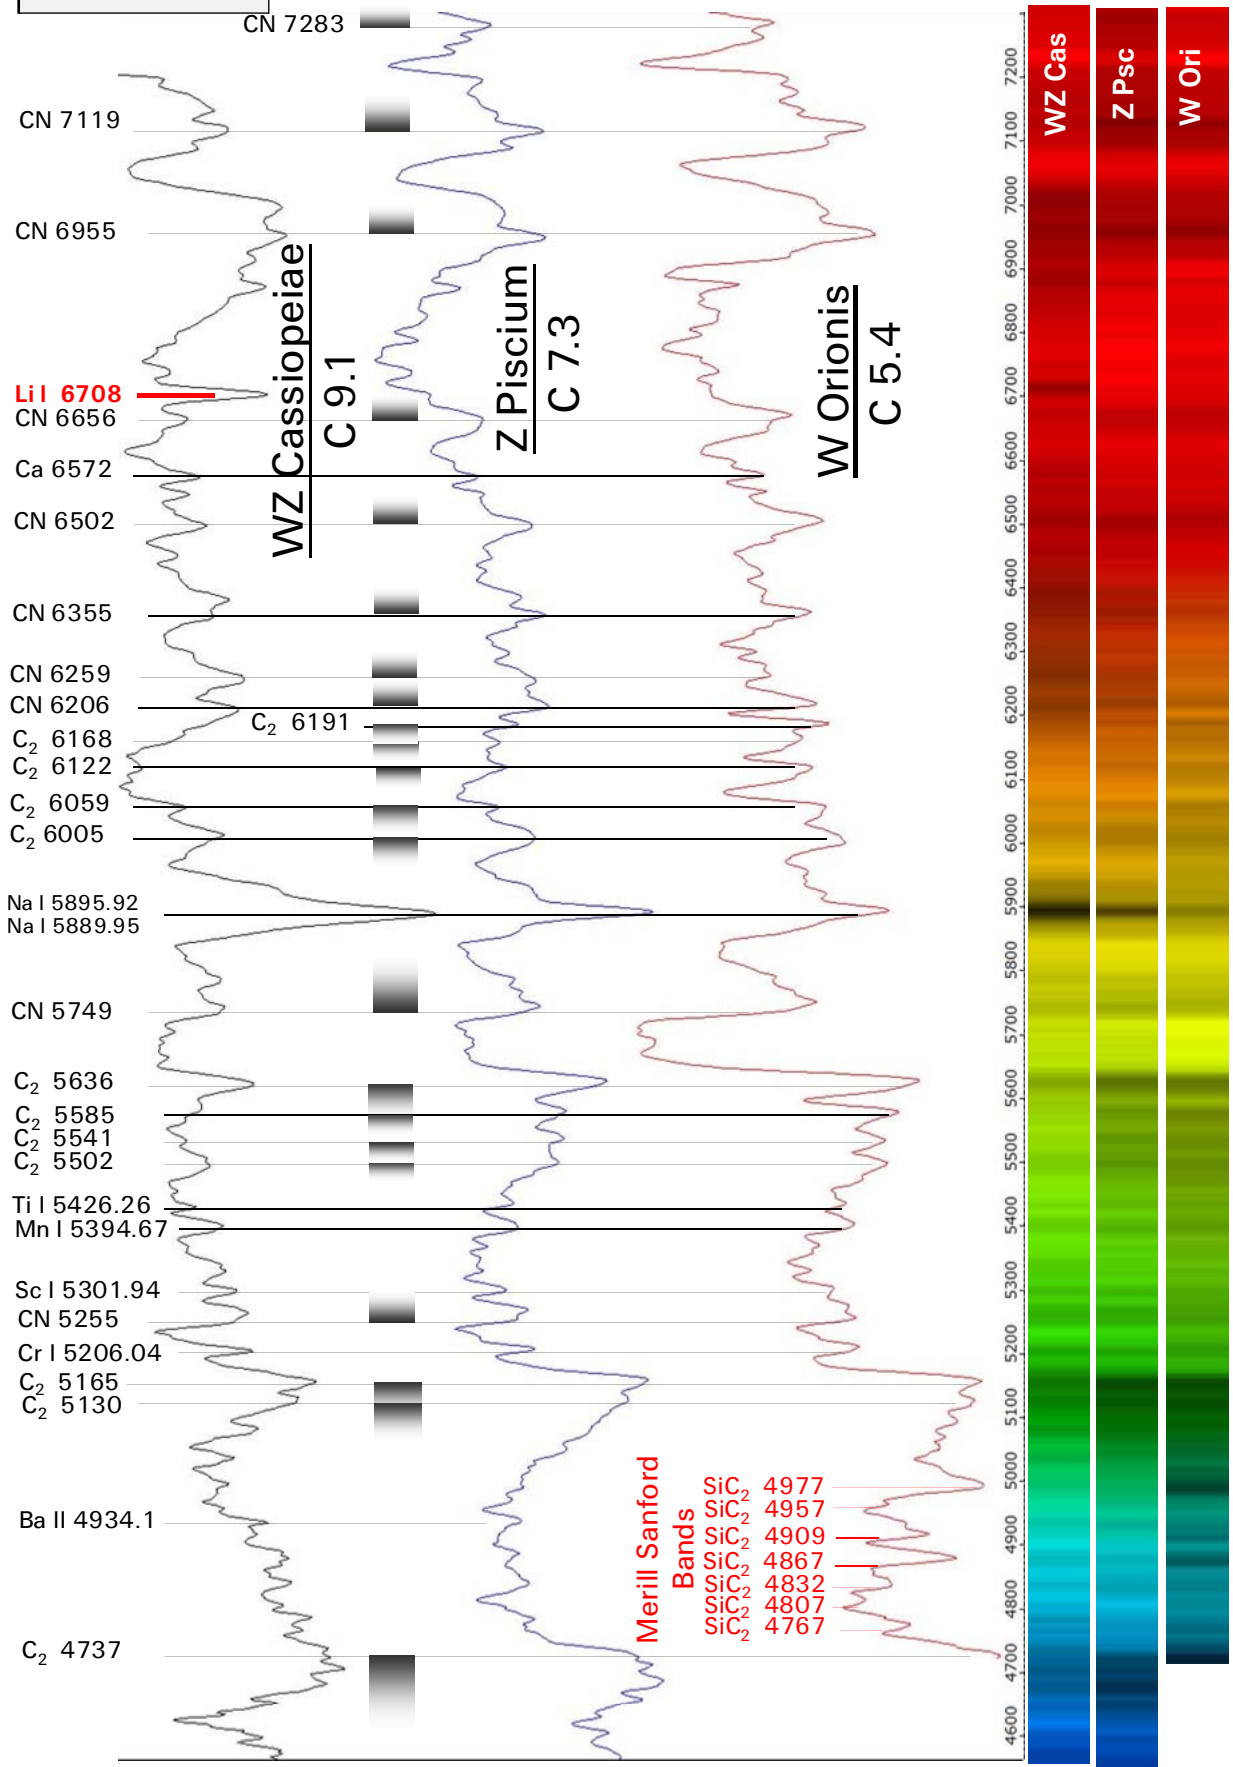 CN 7283
CN 7119
CN 6955
Li I 6708
CN 6656
Ca 6572
CN 6502
CN 6355
CN 6259
CN 6206
C₂ 6191
C₂ 6168
C₂ 6122
C₂ 6059
C₂ 6005
Na I 5895.92
Na I 5889.95
CN 5749
C₂ 5636
C₂ 5585
C₂ 5541
C₂ 5502
Ti I 5426.26
Mn I 5394.67
Sc I 5301.94
CN 5255
Cr I 5206.04
C₂ 5165
C₂ 5130
Ba II 4934.1
C₂ 4737
WZ Cassiopeiae
C 9.1
Z Piscium
C 7.3
W Orionis
C 5.4
Merill Sanford
Bands
SiC₂ 4977
SiC₂ 4957
SiC₂ 4909
SiC₂ 4867
SiC₂ 4832
SiC₂ 4807
SiC₂ 4767
7200
7100
7000
6900
6800
6700
6600
6500
6400
6300
6200
6100
6000
5900
5800
5700
5600
5500
5400
5300
5200
5100
5000
4900
4800
4700
4600
WZ Cas
Z Psc
W Ori